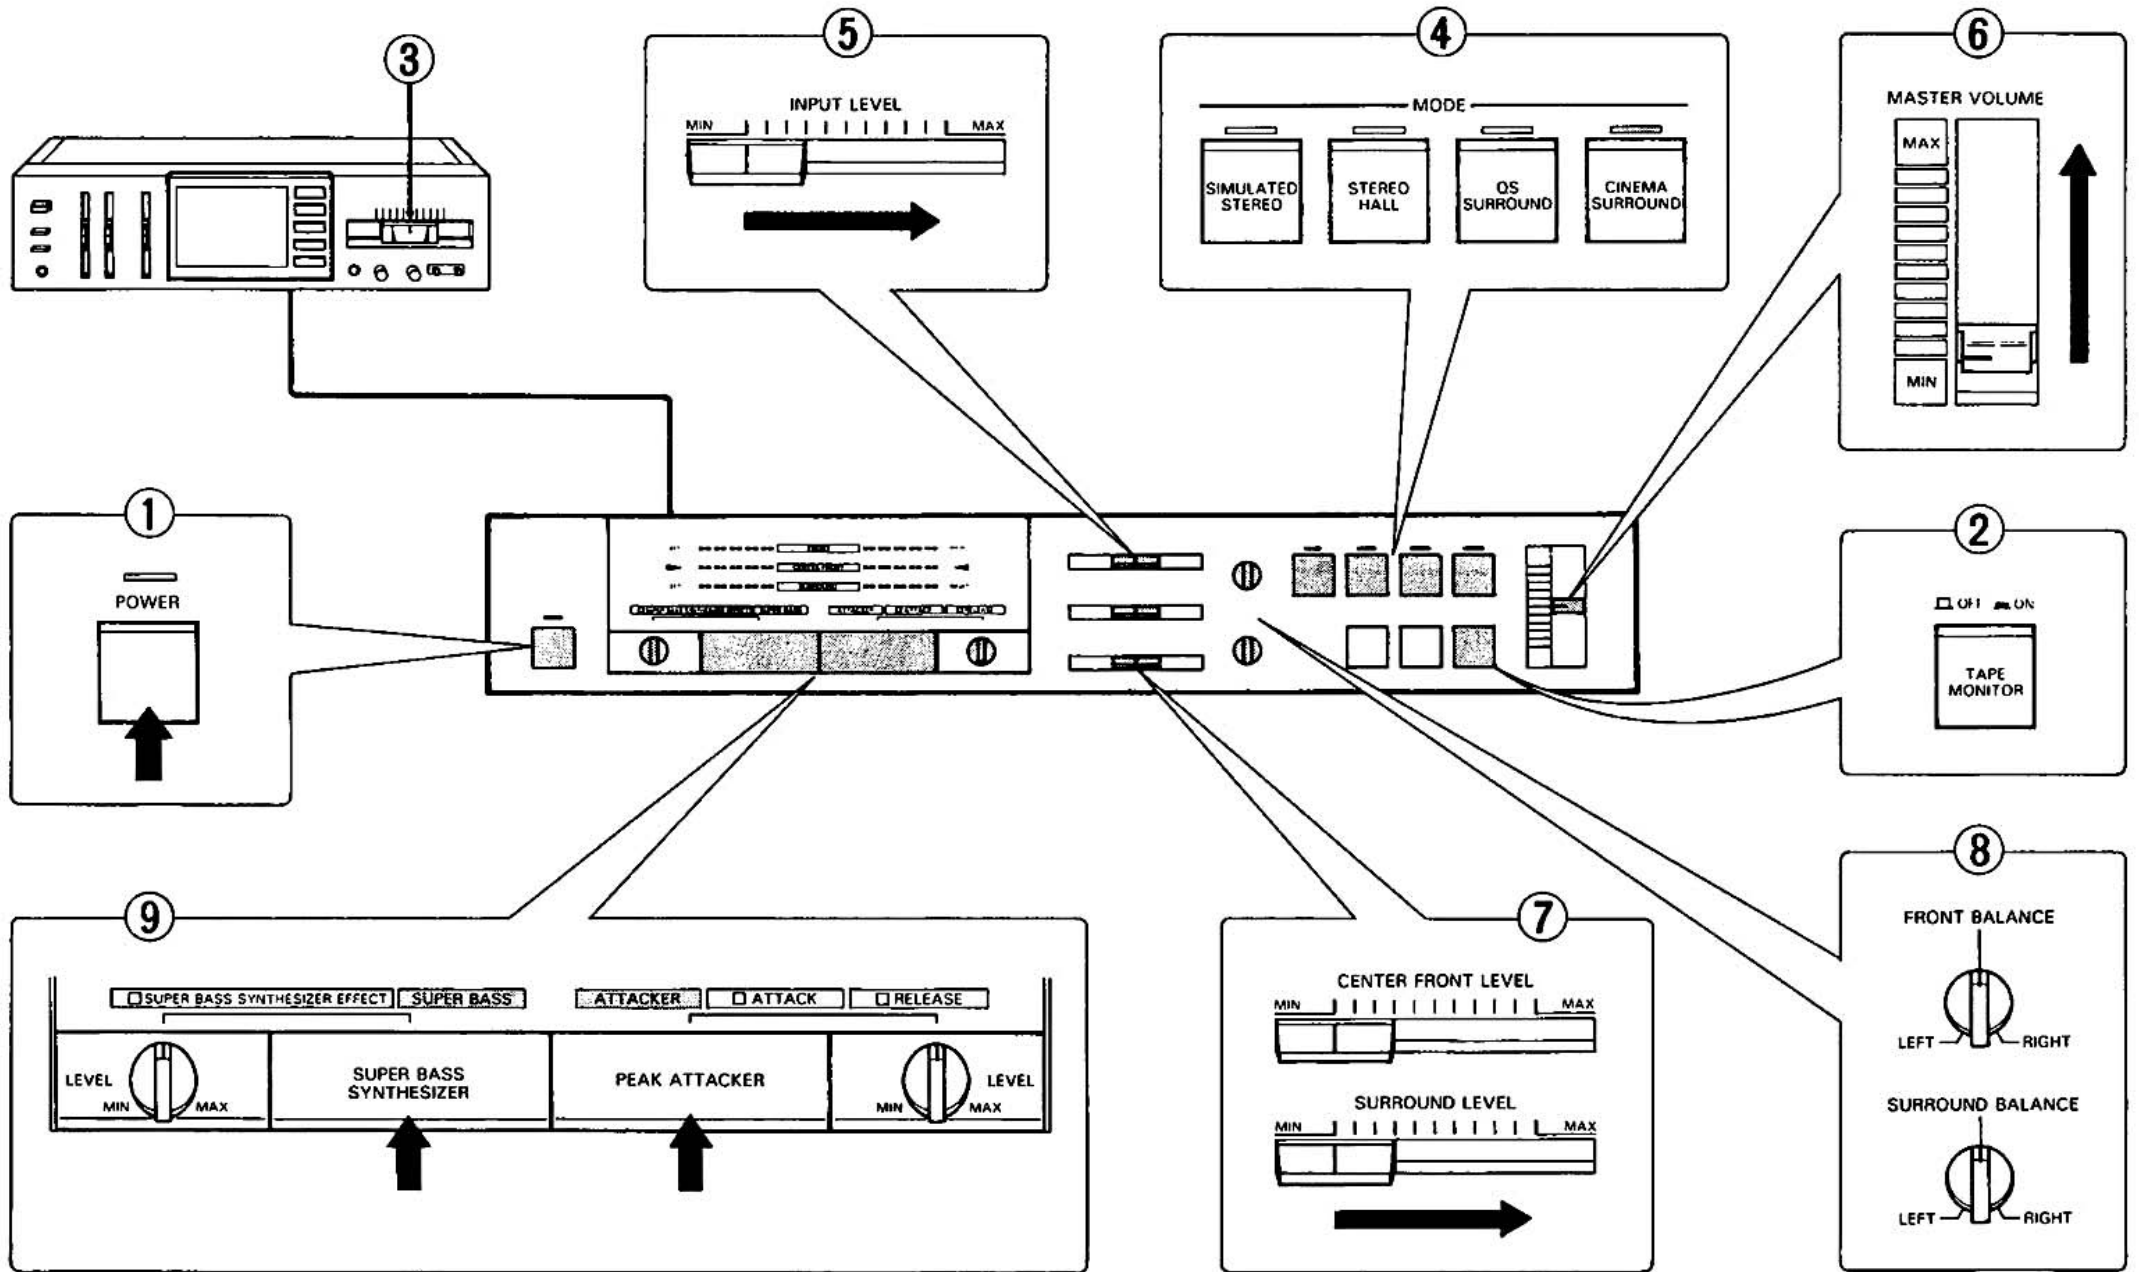 3
5
INPUT LEVEL
MIN MAX
4
MODE
SIMULATED
STEREO
STEREO
HALL
QS
SURROUND
CINEMA
SURROUND
6
MASTER VOLUME
MAX
MIN
1
POWER
2
OFF ON
TAPE
MONITOR
9
SUPER BASS SYNTHESIZER EFFECT SUPER BASS ATTACKER ATTACK RELEASE
LEVEL
MIN MAX
SUPER BASS
SYNTHESIZER
PEAK ATTACKER
LEVEL
MIN MAX
7
CENTER FRONT LEVEL
MIN MAX
SURROUND LEVEL
MIN MAX
8
FRONT BALANCE
LEFT RIGHT
SURROUND BALANCE
LEFT RIGHT